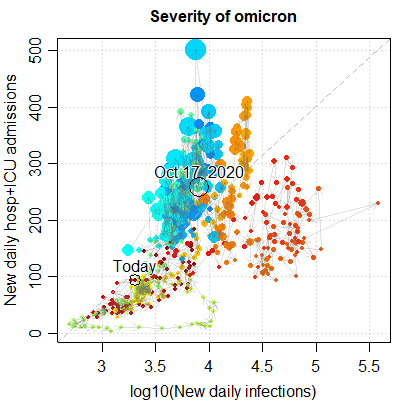 Severity of omicron
New daily hosp+ICU admissions
500
400
300
200
100
0
Oct 17, 2020
Today
3 3.5 4 4.5 5 5.5
log10(New daily infections)